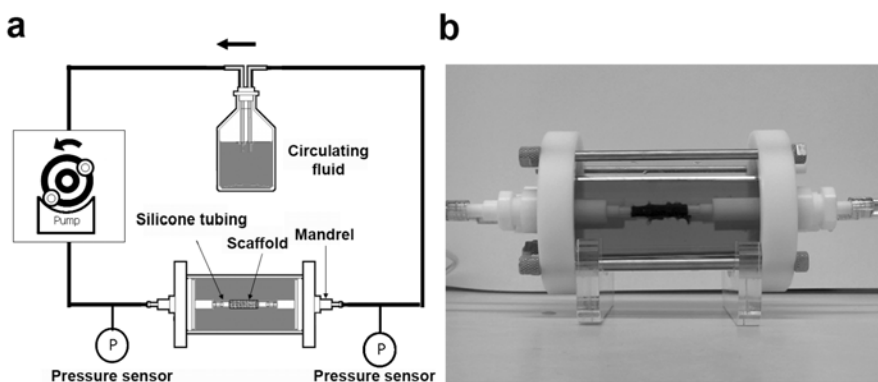 a
b
Circulating
fluid
Pump
Silicone tubing
Scaffold
Mandrel
P
P
Pressure sensor
Pressure sensor